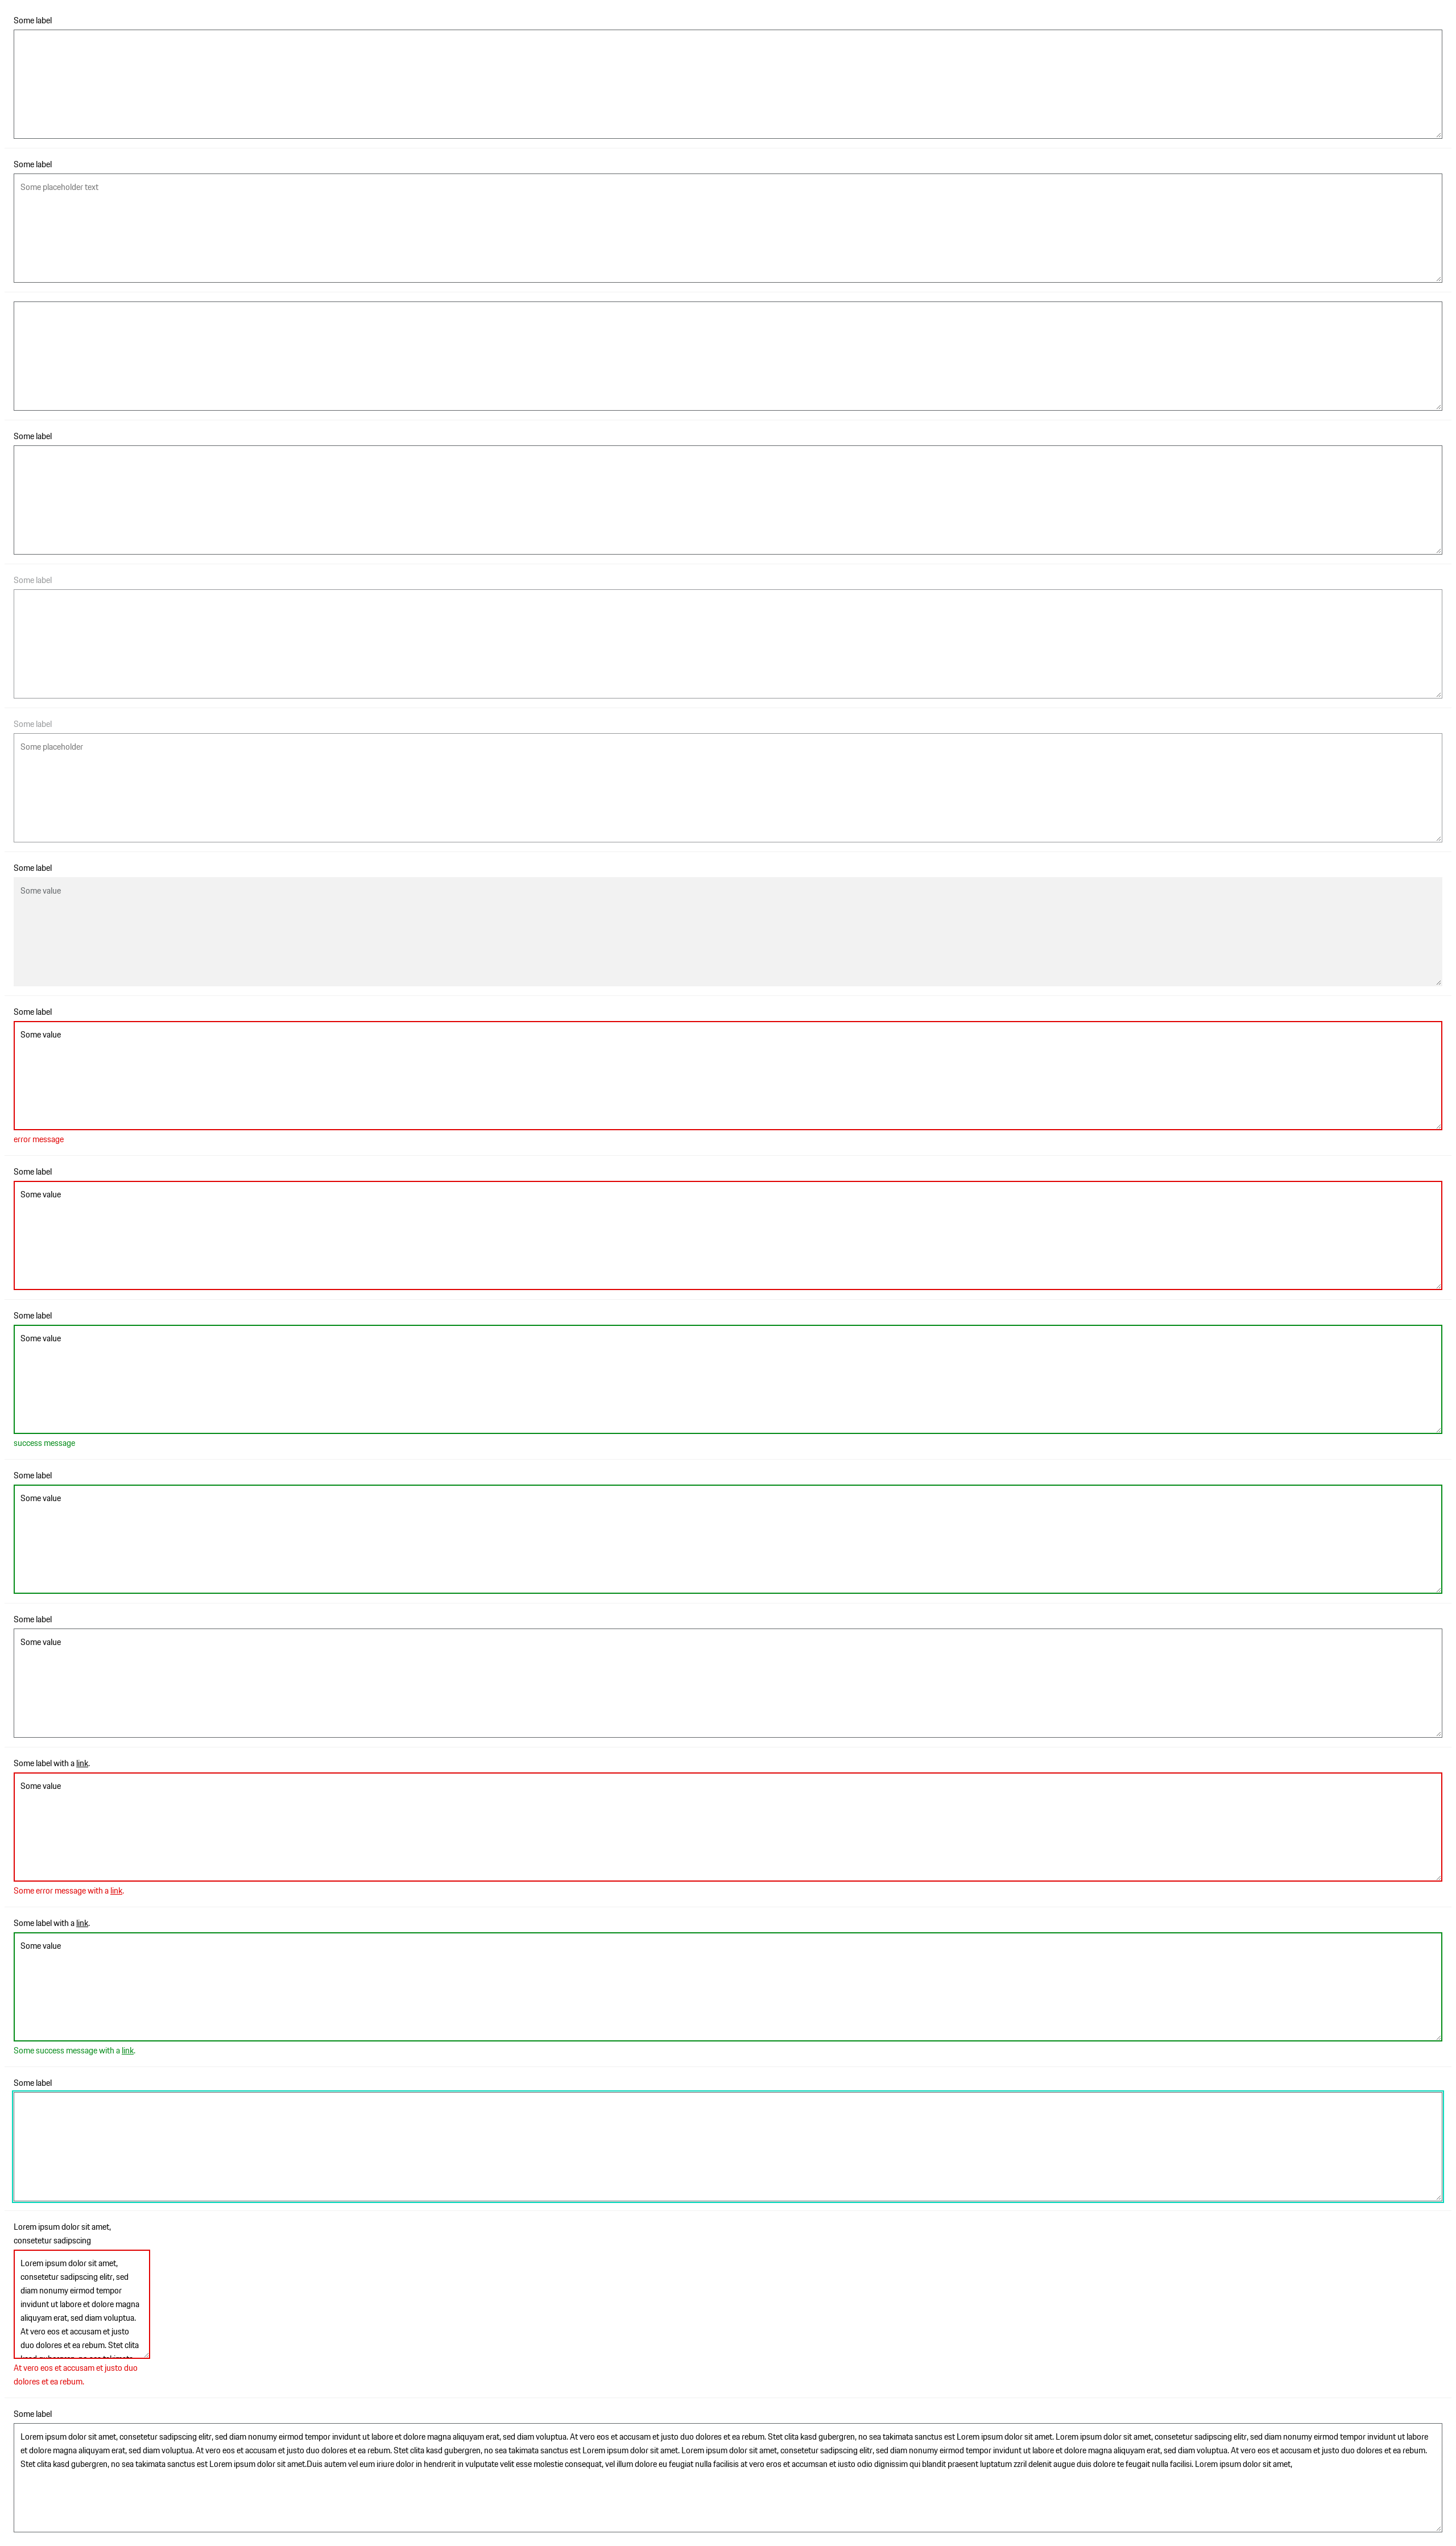 Some label
Some label
Some placeholder text
Some label
Some label
Some label
Some placeholder
Some label
Some value
Some label
Some value
error message
Some label
Some value
Some label
Some value
success message
Some label
Some value
Some label
Some value
Some label with a link.
Some value
Some error message with a link.
Some label with a link.
Some value
Some success message with a link.
Some label
Lorem ipsum dolor sit amet,
consetetur sadipscing
Lorem ipsum dolor sit amet,
consetetur sadipscing elitr, sed
diam nonumy eirmod tempor
invidunt ut labore et dolore magna
aliquyam erat, sed diam voluptua.
At vero eos et accusam et justo
duo dolores et ea rebum. Stet clita
kasd gubergren, no sea takimata
At vero eos et accusam et justo duo
dolores et ea rebum.
Some label
Lorem ipsum dolor sit amet, consetetur sadipscing elitr, sed diam nonumy eirmod tempor invidunt ut labore et dolore magna aliquyam erat, sed diam voluptua. At vero eos et accusam et justo duo dolores et ea rebum. Stet clita kasd gubergren, no sea takimata sanctus est Lorem ipsum dolor sit amet. Lorem ipsum dolor sit amet, consetetur sadipscing elitr, sed diam nonumy eirmod tempor invidunt ut labore
et dolore magna aliquyam erat, sed diam voluptua. At vero eos et accusam et justo duo dolores et ea rebum. Stet clita kasd gubergren, no sea takimata sanctus est Lorem ipsum dolor sit amet. Lorem ipsum dolor sit amet, consetetur sadipscing elitr, sed diam nonumy eirmod tempor invidunt ut labore et dolore magna aliquyam erat, sed diam voluptua. At vero eos et accusam et justo duo dolores et ea rebum.
Stet clita kasd gubergren, no sea takimata sanctus est Lorem ipsum dolor sit amet.Duis autem vel eum iriure dolor in hendrerit in vulputate velit esse molestie consequat, vel illum dolore eu feugiat nulla facilisis at vero eros et accumsan et iusto odio dignissim qui blandit praesent luptatum zzril delenit augue duis dolore te feugait nulla facilisi. Lorem ipsum dolor sit amet,